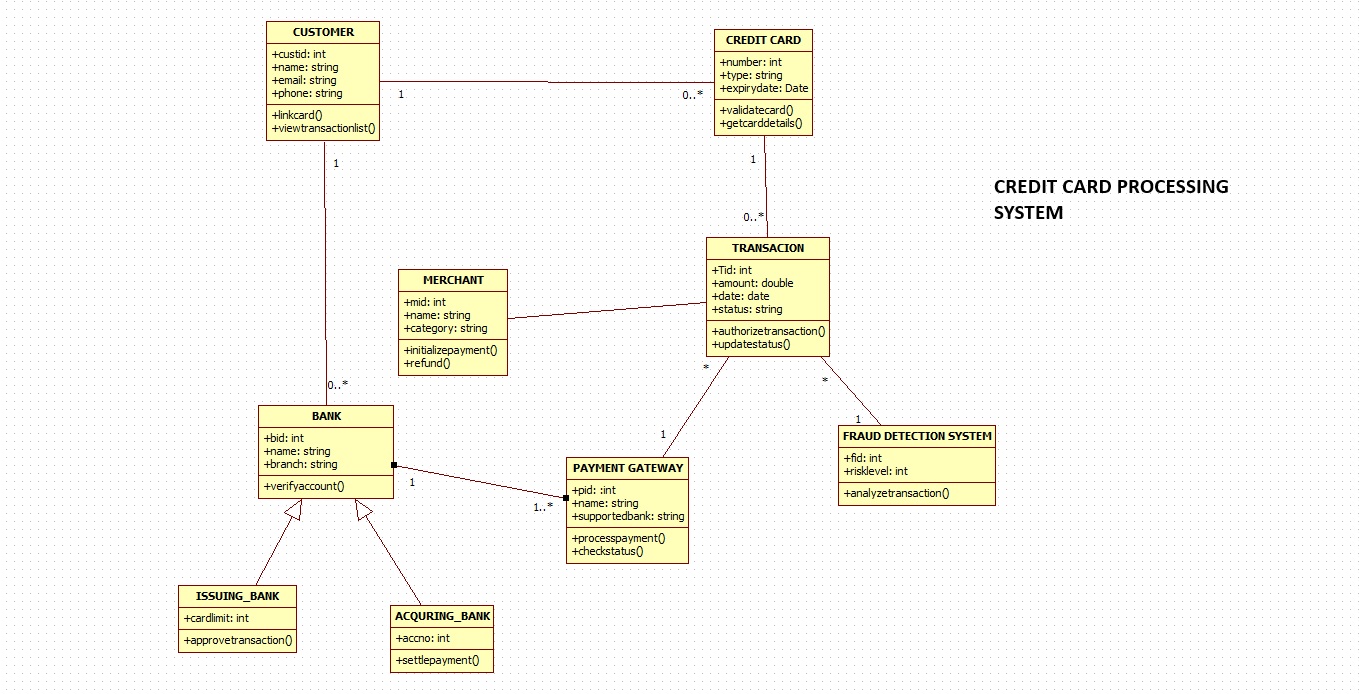 CUSTOMER
+custid: int
+name: string
+email: string
+phone: string
+linkcard()
+viewtransactionlist()
1
0..*
CREDIT CARD
+number: int
+type: string
+expirydate: Date
+validatecard()
+getcarddetails()
1
1
0..*
CREDIT CARD PROCESSING
SYSTEM
TRANSACION
+Tid: int
+amount: double
+date: date
+status: string
+authorizetransaction()
+updatestatus()
MERCHANT
+mid: int
+name: string
+category: string
+initializepayment()
+refund()
*
*
0..*
1
1
BANK
+bid: int
+name: string
+branch: string
+verifyaccount()
1
1..*
PAYMENT GATEWAY
+pid: :int
+name: string
+supportedbank: string
+processpayment()
+checkstatus()
FRAUD DETECTION SYSTEM
+fid: int
+risklevel: int
+analyzetransaction()
ISSUING_BANK
+cardlimit: int
+approvetransaction()
ACQURING_BANK
+accno: int
+settlepayment()